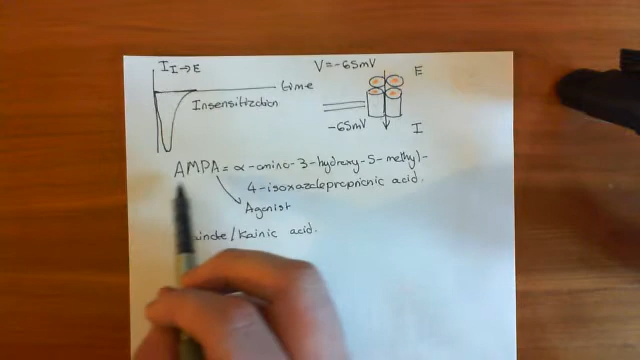 I I→E
time
Insensitization
V = -65mV
E
-65mV
I
AMPA = α-amino-3-hydroxy-5-methyl-
4-isoxazolepropionic acid.
Agonist
/Kainic acid.